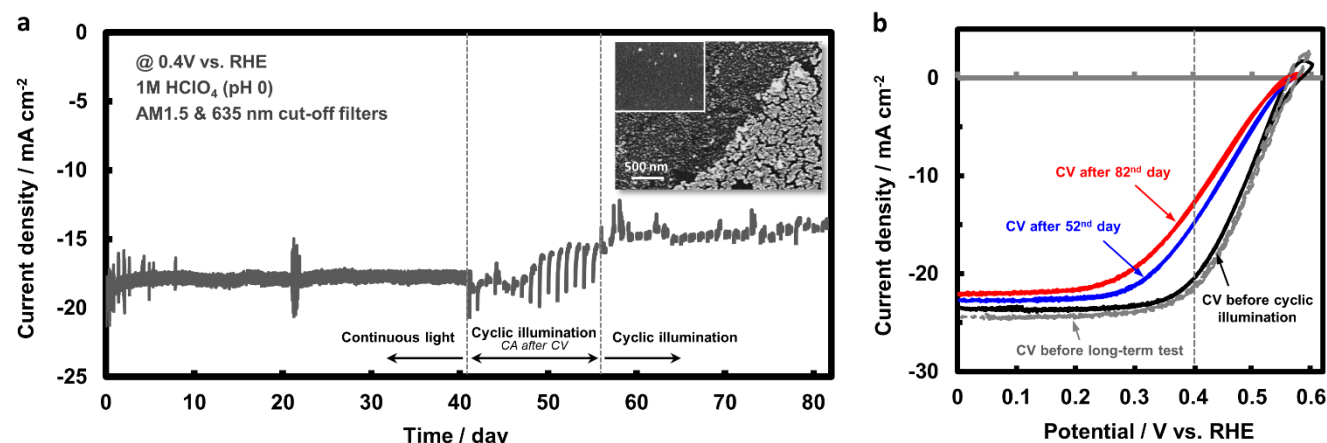 a
@ 0.4V vs. RHE
1M HClO₄ (pH 0)
AM1.5 & 635 nm cut-off filters
500 nm
Continuous light
Cyclic illumination
CA after CV
Cyclic illumination
0
-5
-10
-15
-20
-25
Current density / mA cm⁻²
0 10 20 30 40 50 60 70 80
Time / day
b
CV after 82ⁿᵈ day
CV after 52ⁿᵈ day
CV before cyclic
illumination
CV before long-term test
0
-10
-20
-30
Current density / mA cm⁻²
0 0.1 0.2 0.3 0.4 0.5 0.6
Potential / V vs. RHE